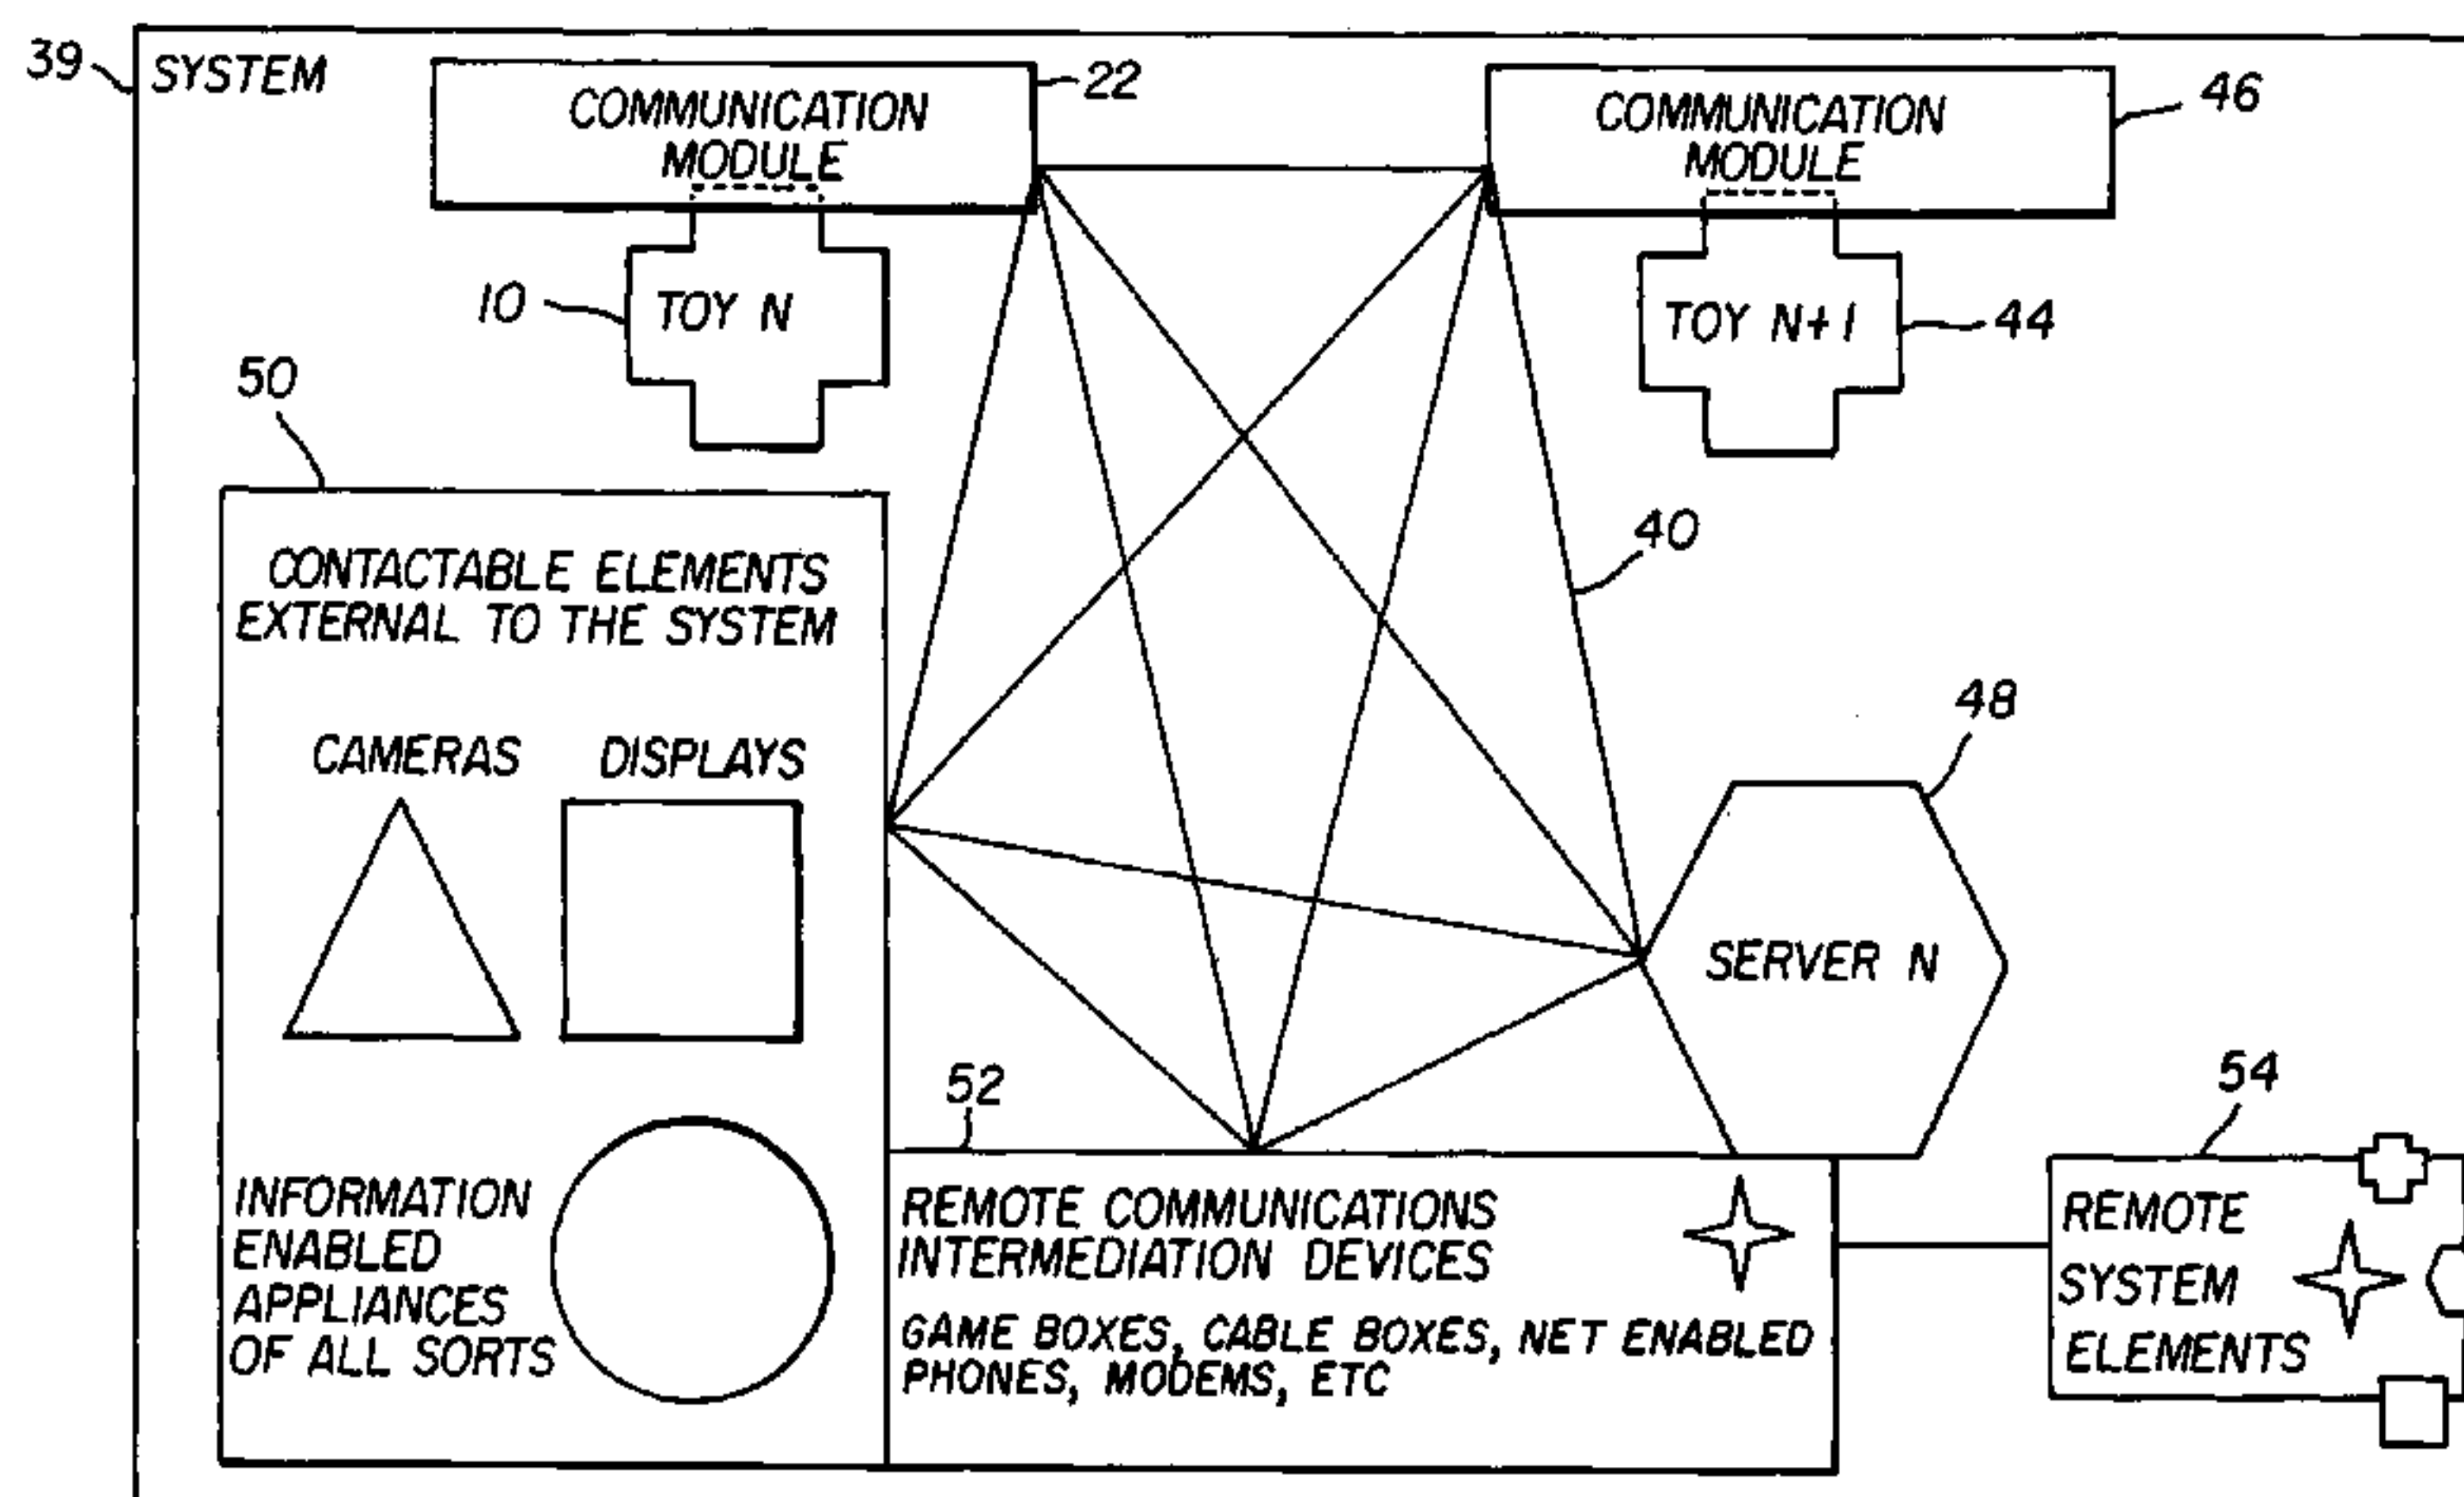 39
SYSTEM
COMMUNICATION
MODULE
22
COMMUNICATION
MODULE
46
10
TOY N
TOY N+1
44
50
40
CONTACTABLE ELEMENTS
EXTERNAL TO THE SYSTEM
48
CAMERAS
DISPLAYS
SERVER N
52
54
INFORMATION
ENABLED
APPLIANCES
OF ALL SORTS
REMOTE COMMUNICATIONS
INTERMEDIATION DEVICES
GAME BOXES, CABLE BOXES, NET ENABLED
PHONES, MODEMS, ETC
REMOTE
SYSTEM
ELEMENTS